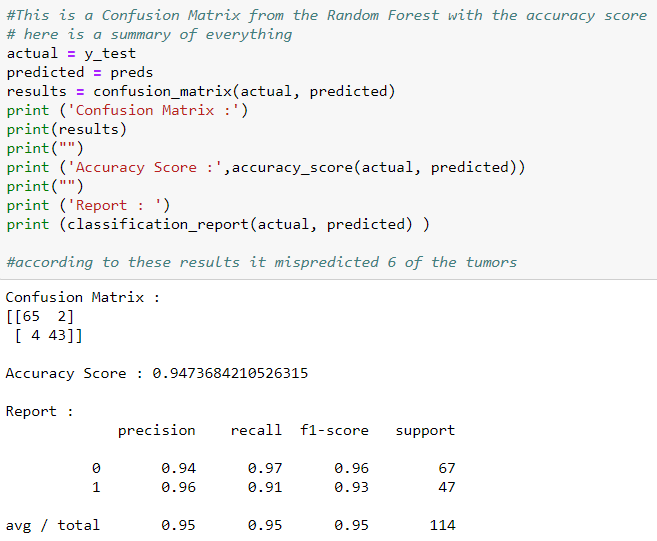 #This is a Confusion Matrix from the Random Forest with the accuracy score
# here is a summary of everything
actual = y_test
predicted = preds
results = confusion_matrix(actual, predicted)
print ('Confusion Matrix :')
print(results)
print("")
print ('Accuracy Score :',accuracy_score(actual, predicted))
print("")
print ('Report : ')
print (classification_report(actual, predicted) )
#according to these results it mispredicted 6 of the tumors
Confusion Matrix :
[[65  2]
 [ 4 43]]
Accuracy Score : 0.9473684210526315
Report :
             precision    recall  f1-score   support
          0       0.94      0.97      0.96        67
          1       0.96      0.91      0.93        47
avg / total       0.95      0.95      0.95       114